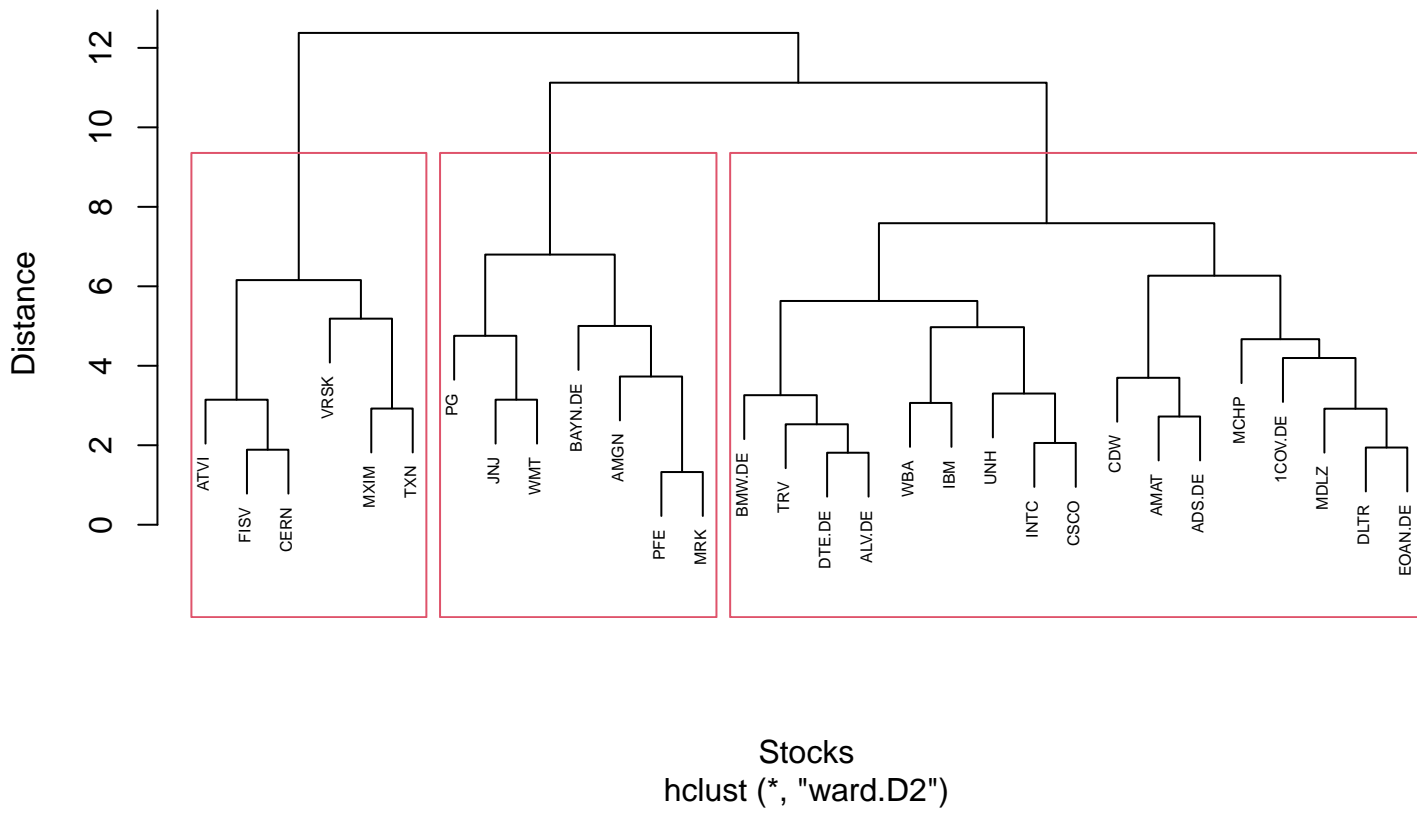 Distance
12
10
8
6
4
2
0
ATVI
FISV
CERN
VRSK
MXIM
TXN
PG
JNJ
WMT
BAYN.DE
AMGN
PFE
MRK
BMW.DE
TRV
DTE.DE
ALV.DE
WBA
IBM
UNH
INTC
CSCO
CDW
AMAT
ADS.DE
MCHP
1COV.DE
MDLZ
DLTR
EOAN.DE
Stocks
hclust (*, "ward.D2")